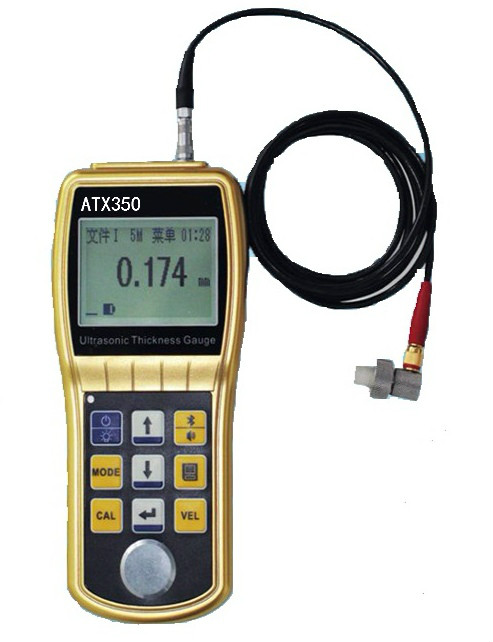 ATX350
文件 I 5M 菜单 01:28
0.174 mm
Ultrasonic Thickness Gauge
MODE
CAL VEL